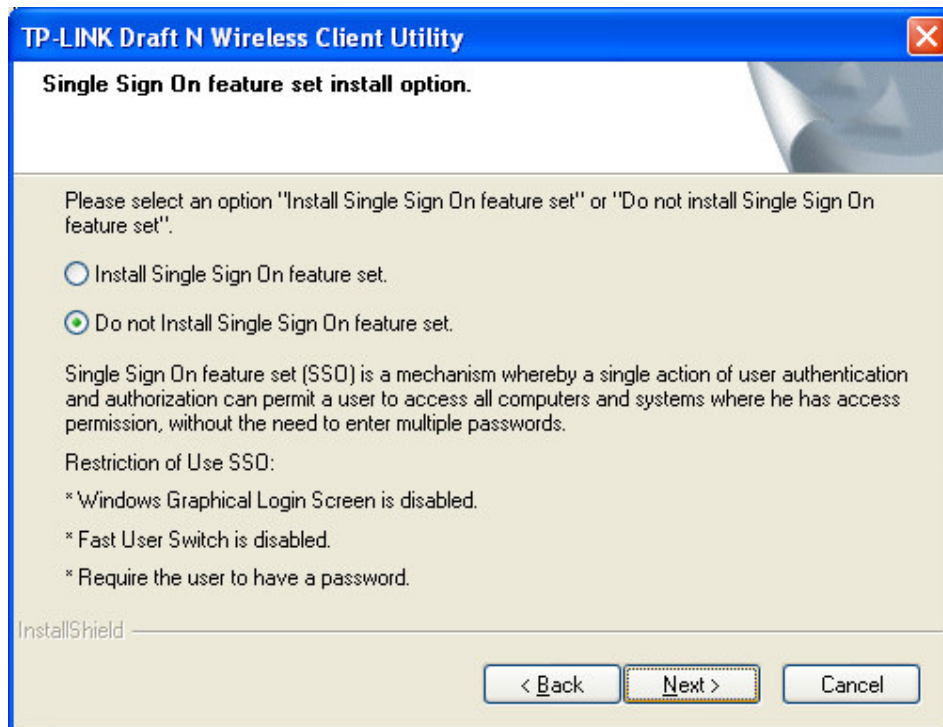 TP-LINK Draft N Wireless Client Utility
Single Sign On feature set install option.
Please select an option "Install Single Sign On feature set" or "Do not install Single Sign On
feature set".
Install Single Sign On feature set.
Do not Install Single Sign On feature set.
Single Sign On feature set (SSO) is a mechanism whereby a single action of user authentication
and authorization can permit a user to access all computers and systems where he has access
permission, without the need to enter multiple passwords.
Restriction of Use SSO:
* Windows Graphical Login Screen is disabled.
* Fast User Switch is disabled.
* Require the user to have a password.
InstallShield
< Back
Next >
Cancel